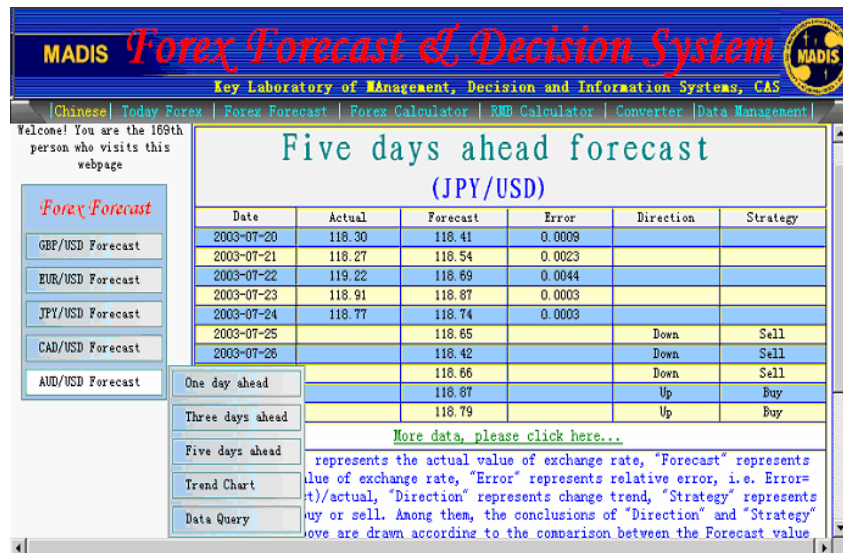 MADIS Forex Forecast & Decision System MADIS
Key Laboratory of MAnagement, Decision and Information Systems, CAS
|Chinese| Today Forex | Forex Forecast | Forex Calculator | RMB Calculator | Converter |Data Management|
Welcome! You are the 169th
person who visits this
webpage
Forex Forecast
GBP/USD Forecast
EUR/USD Forecast
JPY/USD Forecast
CAD/USD Forecast
AUD/USD Forecast
One day ahead
Three days ahead
Five days ahead
Trend Chart
Data Query
Five days ahead forecast
(JPY/USD)
Date Actual Forecast Error Direction Strategy
2003-07-20 118.30 118.41 0.0009
2003-07-21 118.27 118.54 0.0023
2003-07-22 119.22 118.69 0.0044
2003-07-23 118.91 118.87 0.0003
2003-07-24 118.77 118.74 0.0003
2003-07-25 118.65 Down Sell
2003-07-26 118.42 Down Sell
118.66 Down Sell
118.87 Up Buy
118.79 Up Buy
More data, please click here...
represents the actual value of exchange rate, "Forecast" represents
value of exchange rate, "Error" represents relative error, i.e. Error=
)/actual, "Direction" represents change trend, "Strategy" represents
buy or sell. Among them, the conclusions of "Direction" and "Strategy"
above are drawn according to the comparison between the Forecast value